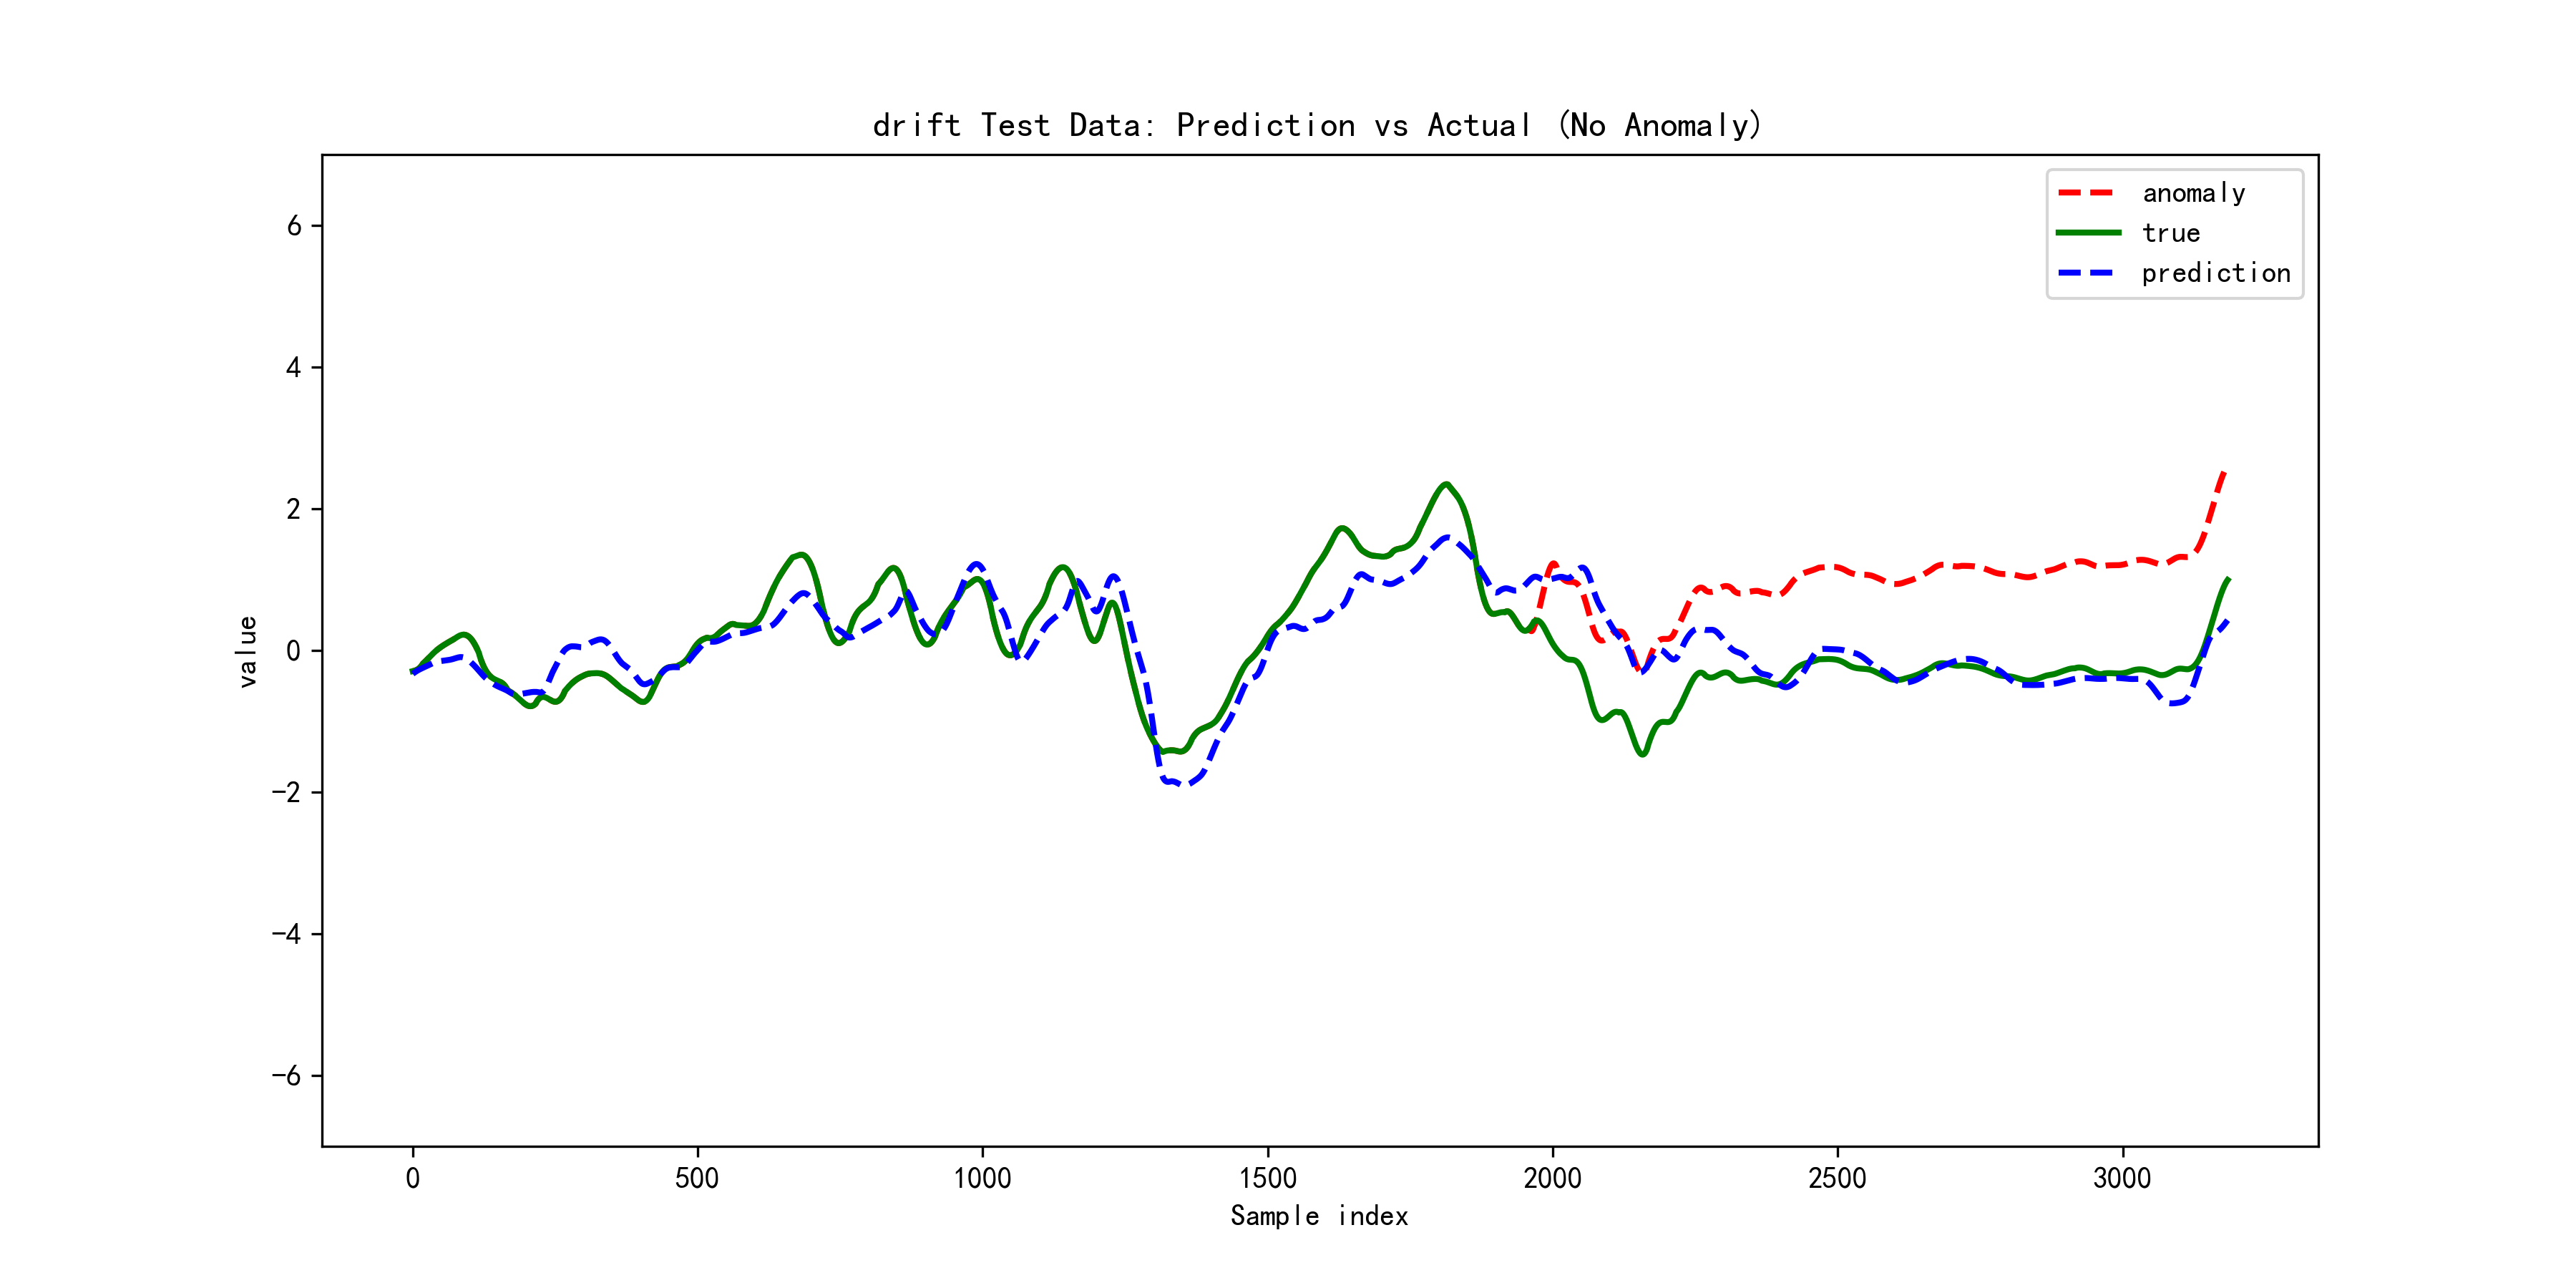 drift Test Data: Prediction vs Actual (No Anomaly)
anomaly
true
prediction
6
4
2
0
−2
−4
−6
value
0 500 1000 1500 2000 2500 3000
Sample index